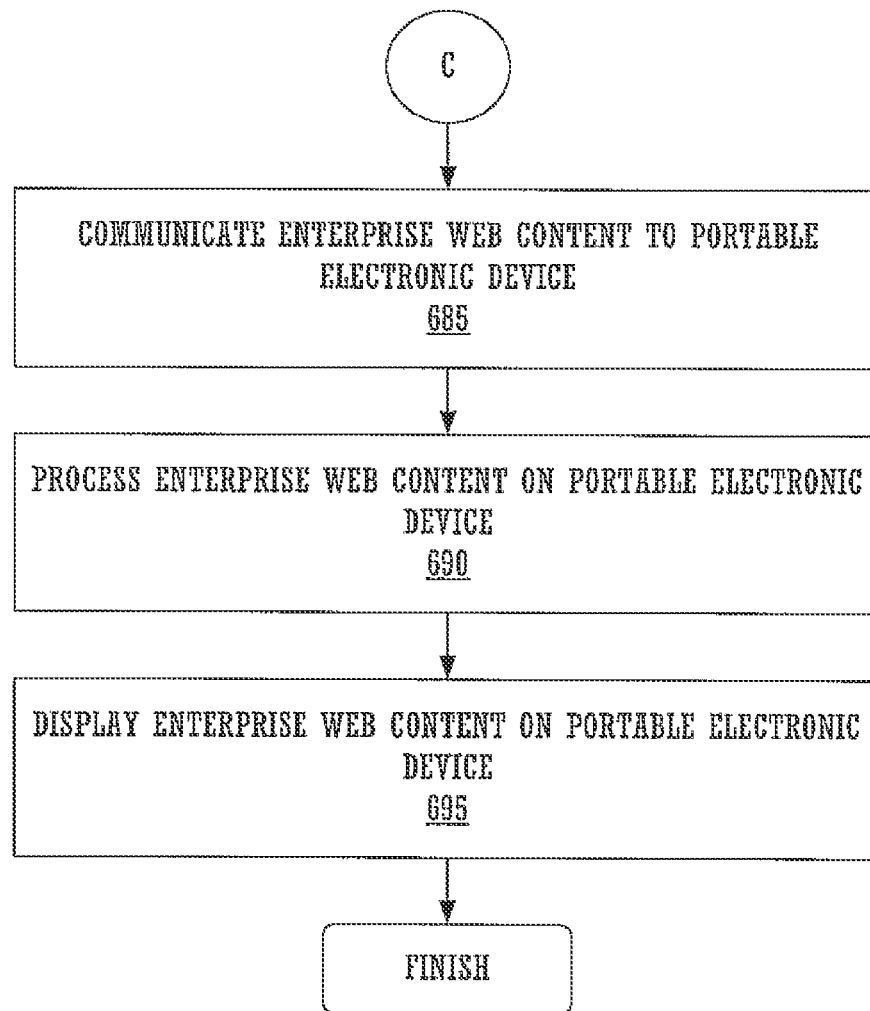 C
COMMUNICATE ENTERPRISE WEB CONTENT TO PORTABLE
ELECTRONIC DEVICE
685
PROCESS ENTERPRISE WEB CONTENT ON PORTABLE ELECTRONIC
DEVICE
690
DISPLAY ENTERPRISE WEB CONTENT ON PORTABLE ELECTRONIC
DEVICE
695
FINISH